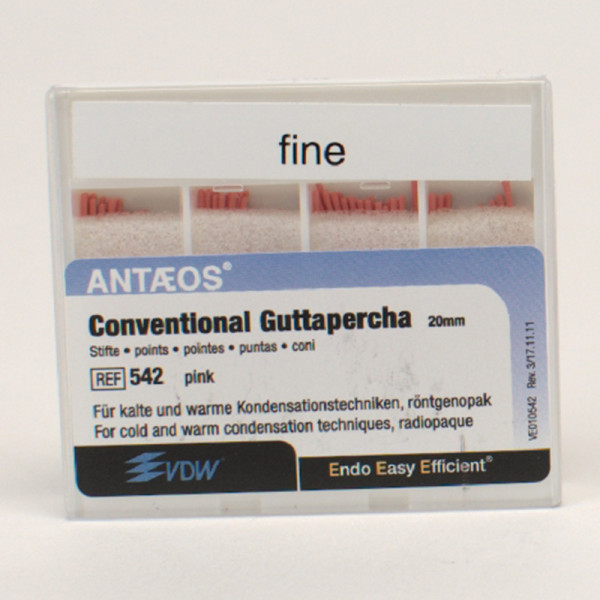 fine
ANTÆOS®
Conventional Guttapercha 20mm
Stifte • points • pointes • puntas • coni
REF 542 pink
Für kalte und warme Kondensationstechniken, röntgenopak
For cold and warm condensation techniques, radiopaque
VE010542 Rev. 3/17.11.11
VDW
Endo Easy Efficient®